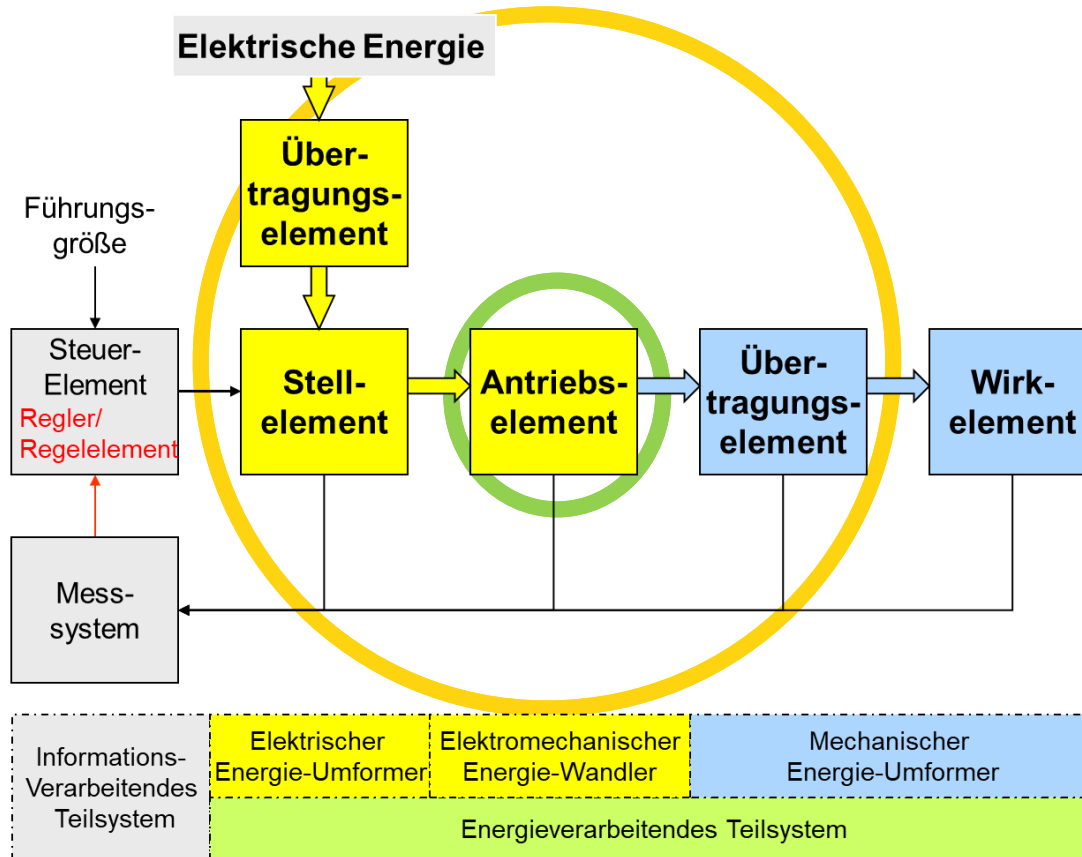 Elektrische Energie
Über-
tragungs-
element
Führungs-
größe
Steuer-
Element
Regler/
Regelelement
Stell-
element
Antriebs-
element
Über-
tragungs-
element
Wirk-
element
Mess-
system
Informations-
Verarbeitendes
Teilsystem
Elektrischer
Energie-Umformer
Elektromechanischer
Energie-Wandler
Mechanischer
Energie-Umformer
Energieverarbeitendes Teilsystem